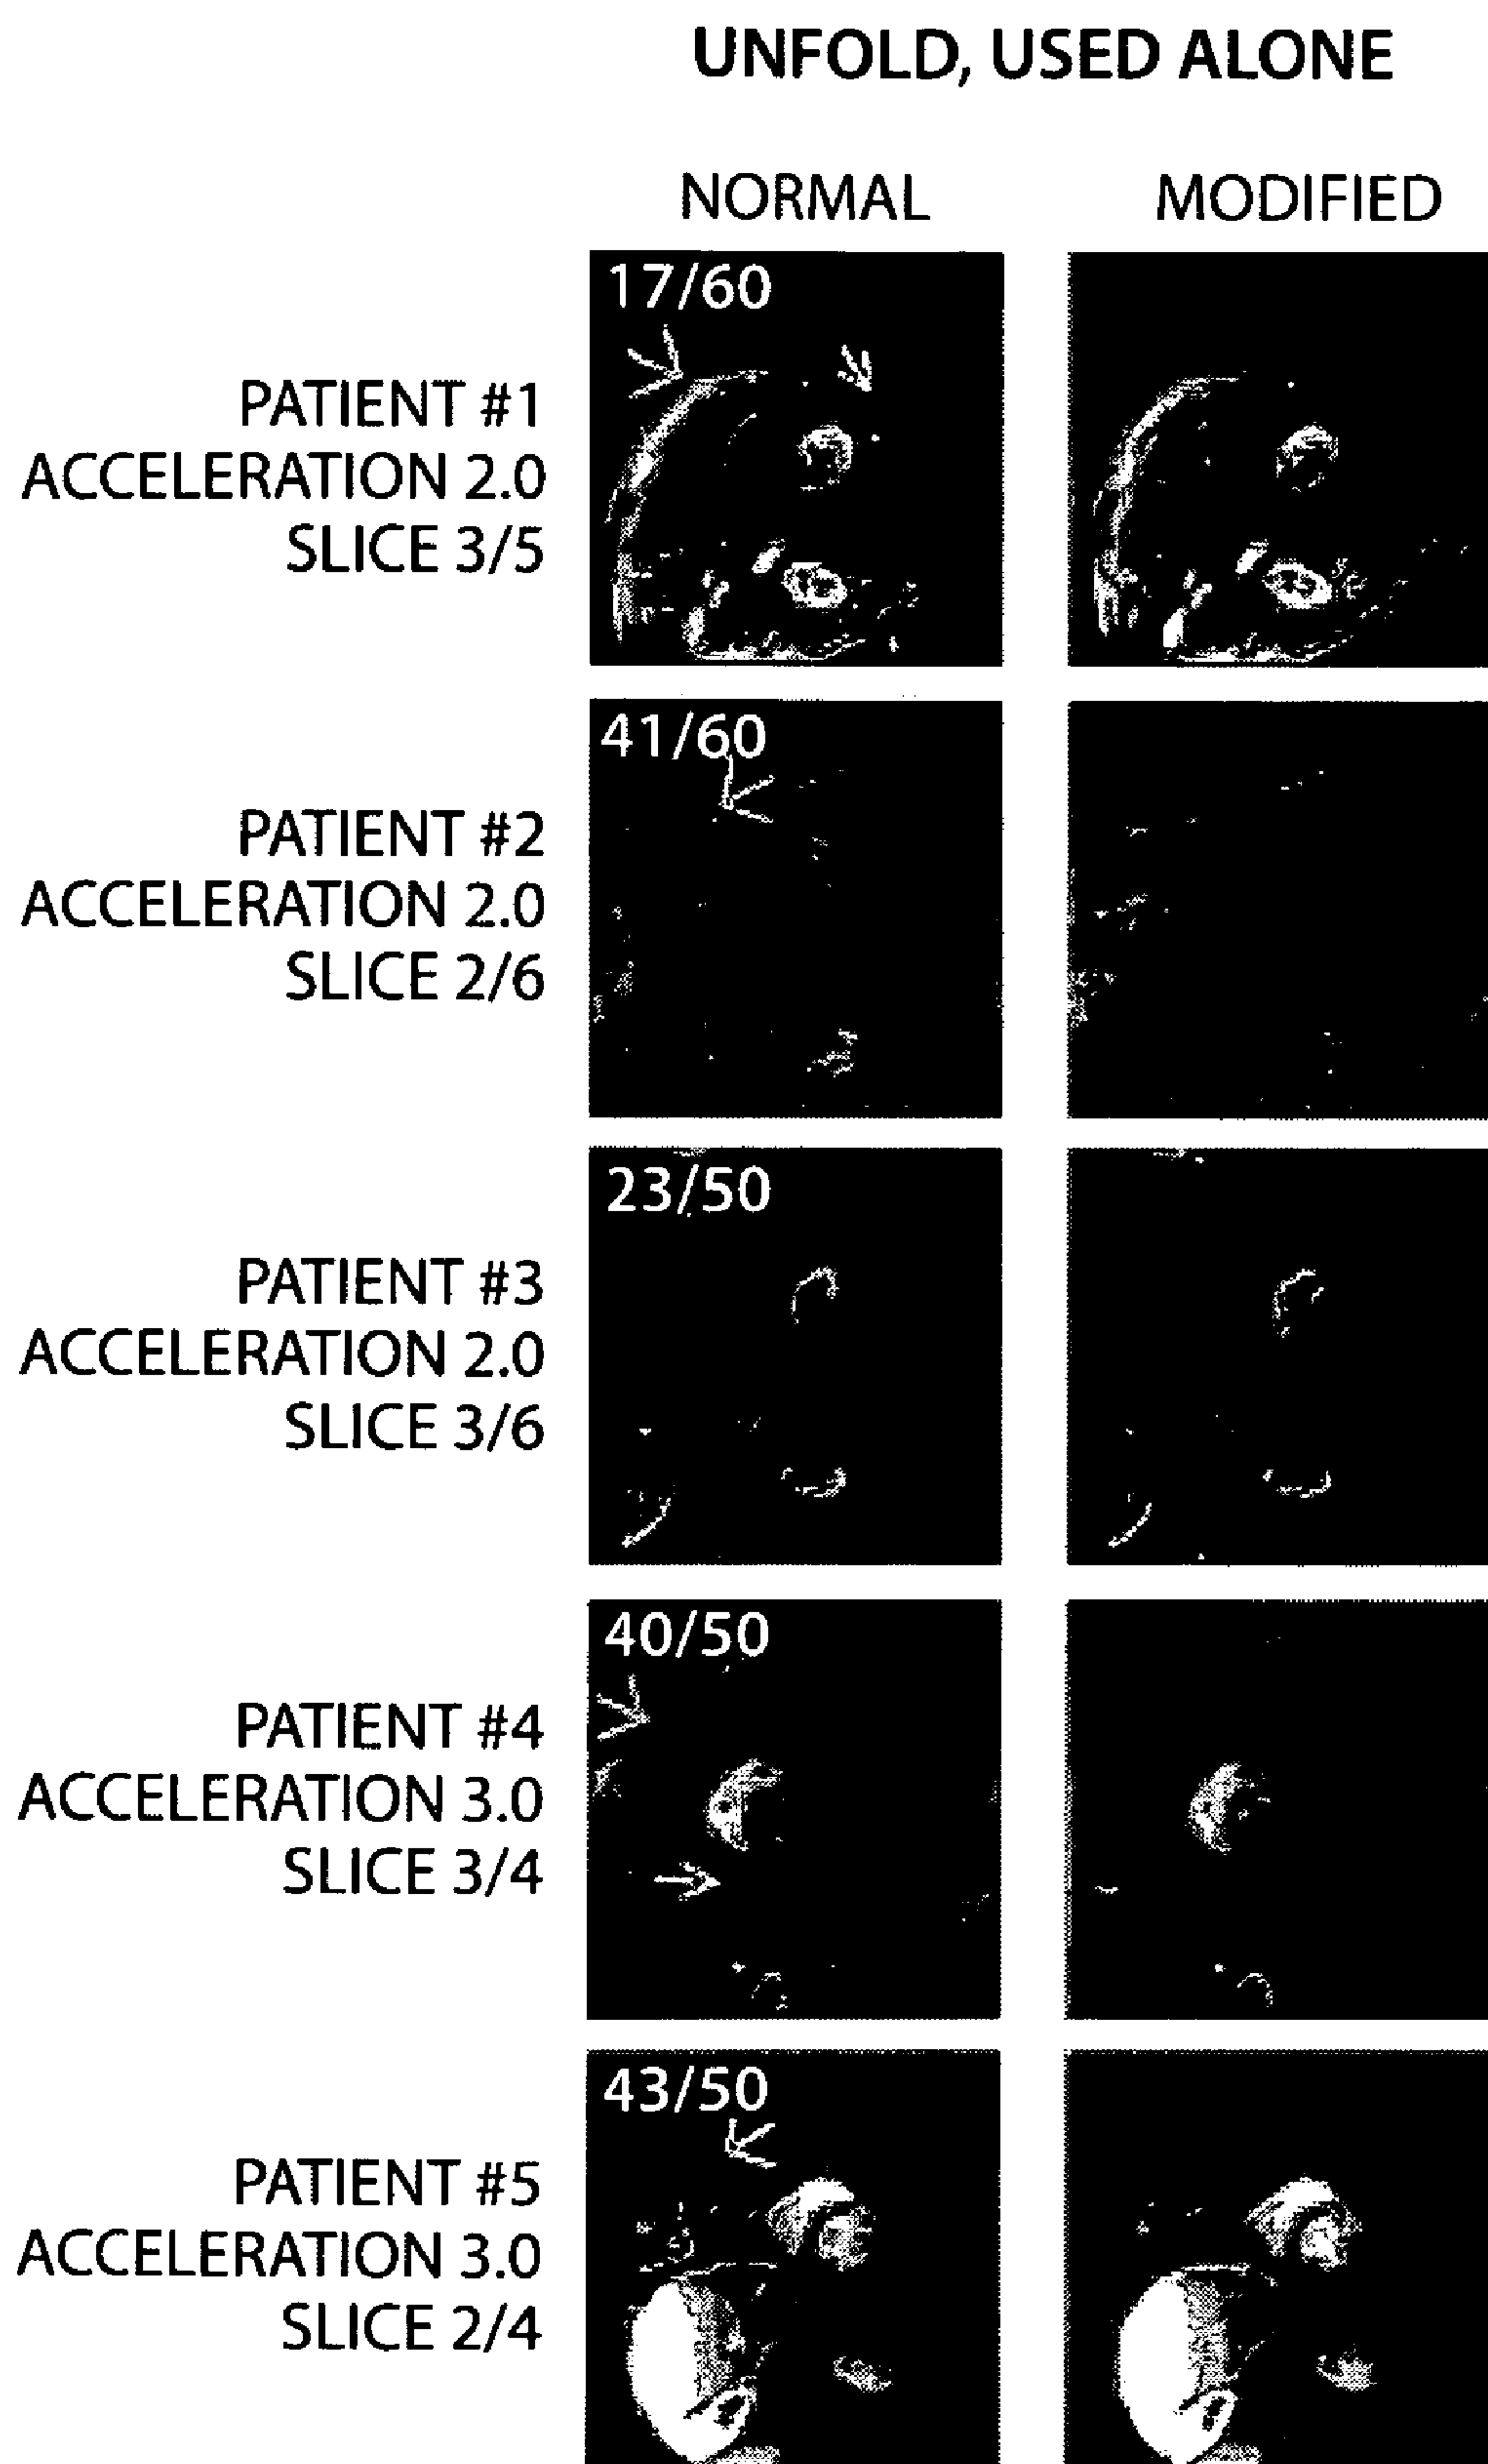 UNFOLD, USED ALONE
NORMAL
MODIFIED
17/60
PATIENT #1
ACCELERATION 2.0
SLICE 3/5
41/60
PATIENT #2
ACCELERATION 2.0
SLICE 2/6
23/50
PATIENT #3
ACCELERATION 2.0
SLICE 3/6
40/50
PATIENT #4
ACCELERATION 3.0
SLICE 3/4
43/50
PATIENT #5
ACCELERATION 3.0
SLICE 2/4